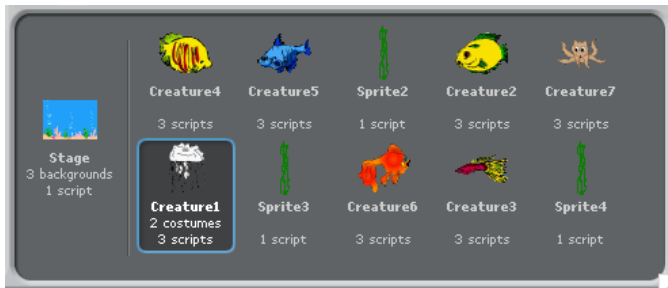 Creature4 Creature5 Sprite2 Creature2 Creature7
3 scripts 3 scripts 1 script 3 scripts 3 scripts
Stage
3 backgrounds
1 script
Creature1 Sprite3 Creature6 Creature3 Sprite4
2 costumes
3 scripts 1 script 3 scripts 3 scripts 1 script